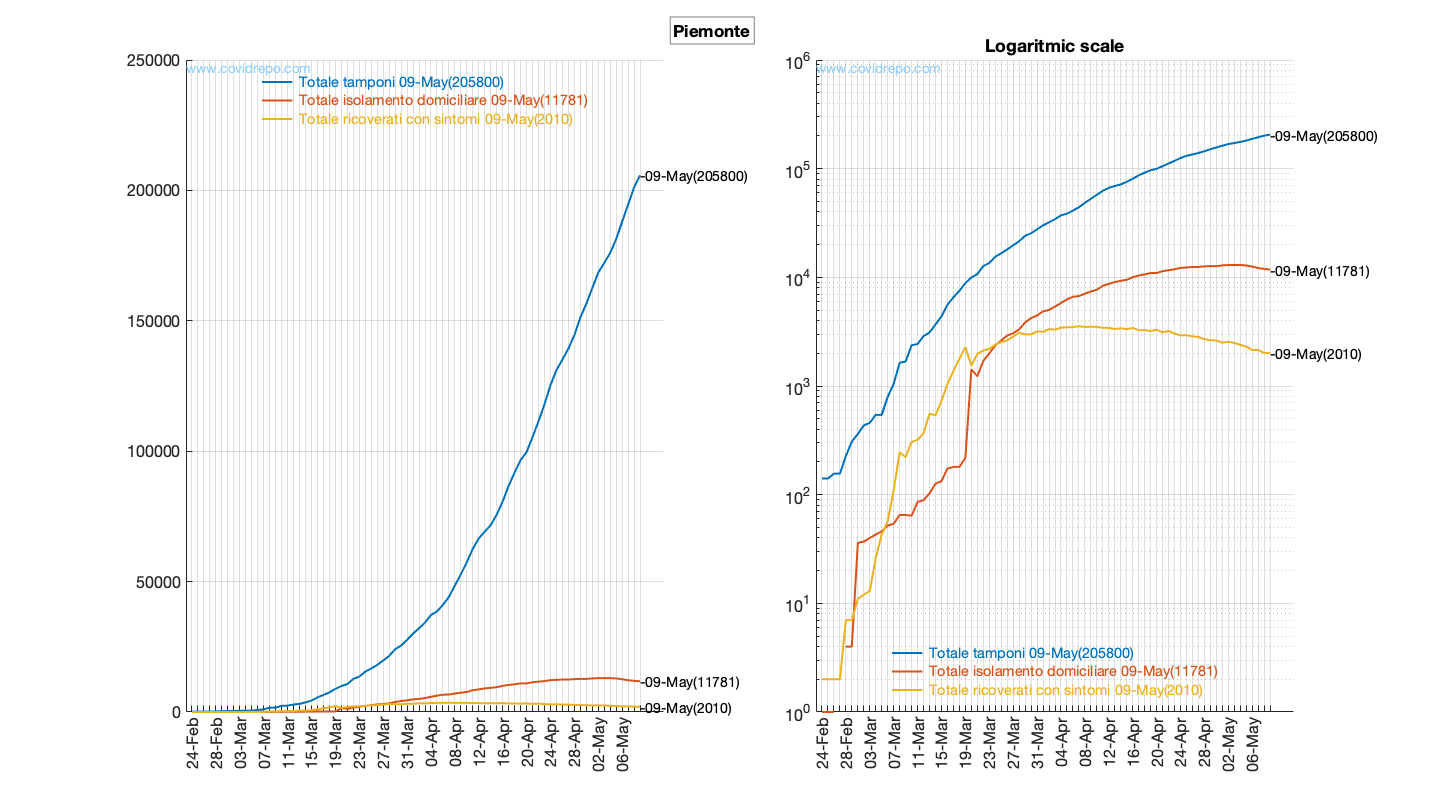 Piemonte
250000
200000
150000
100000
50000
0
www.covidrepo.com
Totale tamponi 09-May(205800)
Totale isolamento domiciliare 09-May(11781)
Totale ricoverati con sintomi 09-May(2010)
-09-May(205800)
-09-May(11781)
-09-May(2010)
24-Feb
28-Feb
03-Mar
07-Mar
11-Mar
15-Mar
19-Mar
23-Mar
27-Mar
31-Mar
04-Apr
08-Apr
12-Apr
16-Apr
20-Apr
24-Apr
28-Apr
02-May
06-May
Logaritmic scale
10^6
10^5
10^4
10^3
10^2
10^1
10^0
www.covidrepo.com
-09-May(205800)
-09-May(11781)
-09-May(2010)
Totale tamponi 09-May(205800)
Totale isolamento domiciliare 09-May(11781)
Totale ricoverati con sintomi 09-May(2010)
24-Feb
28-Feb
03-Mar
07-Mar
11-Mar
15-Mar
19-Mar
23-Mar
27-Mar
31-Mar
04-Apr
08-Apr
12-Apr
16-Apr
20-Apr
24-Apr
28-Apr
02-May
06-May